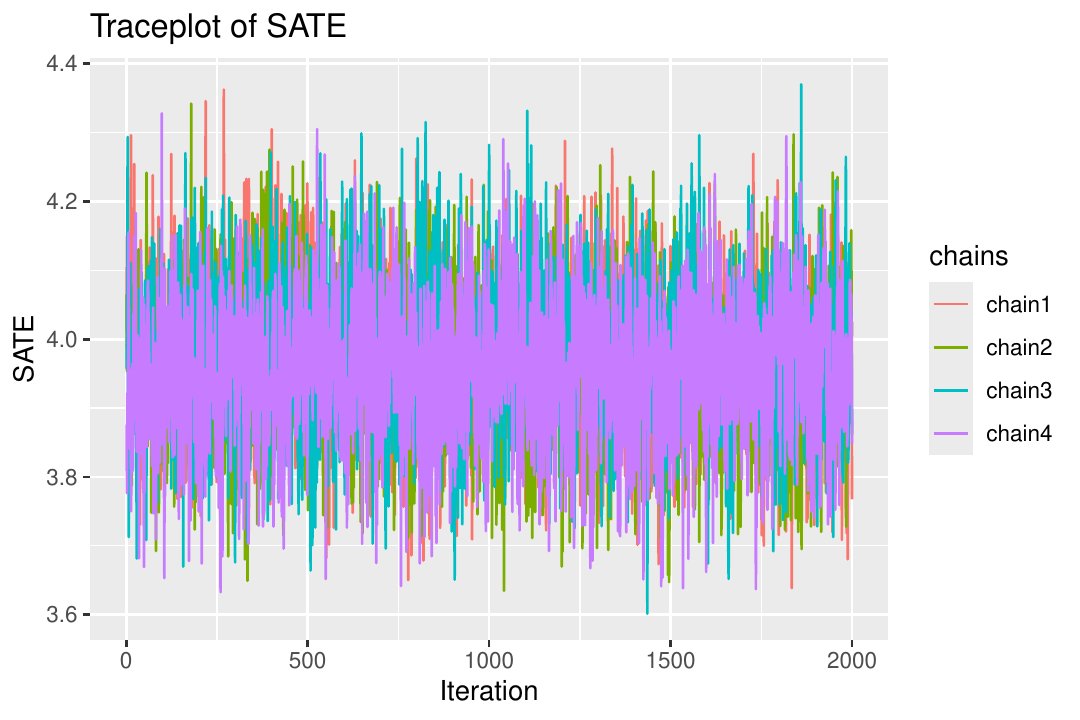 Traceplot of SATE
4.4
4.2
4.0
3.8
3.6
SATE
0 500 1000 1500 2000
Iteration
chains
chain1
chain2
chain3
chain4